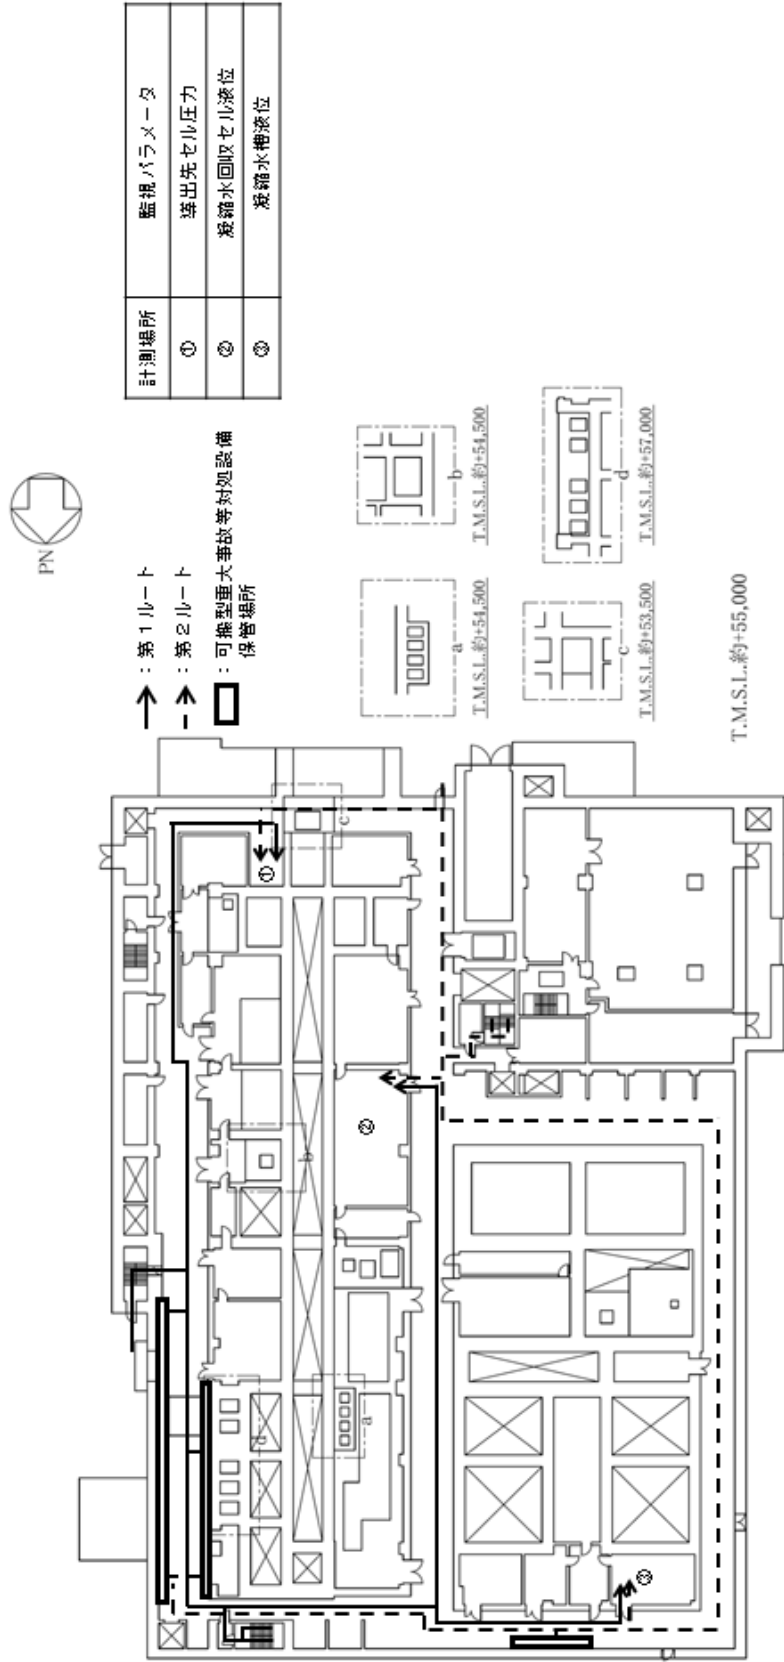 計測場所 監視パラメータ
① 導出先セル圧力
② 凝縮水回収セル液位
③ 凝縮水槽液位
PN
：第１ルート
：第２ルート
：可搬型重大事故等対処設備
保管場所
a
T.M.S.L.約+54,500
b
T.M.S.L.約+54,500
c
T.M.S.L.約+53,500
d
T.M.S.L.約+57,000
T.M.S.L.約+55,000
①
c
②
b
d
a
③